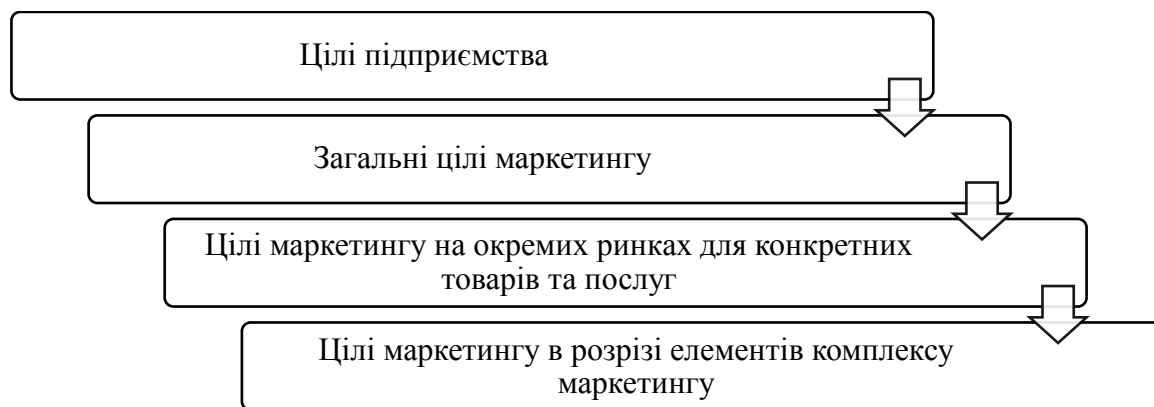 Цілі підприємства
Загальні цілі маркетингу
Цілі маркетингу на окремих ринках для конкретних
товарів та послуг
Цілі маркетингу в розрізі елементів комплексу
маркетингу